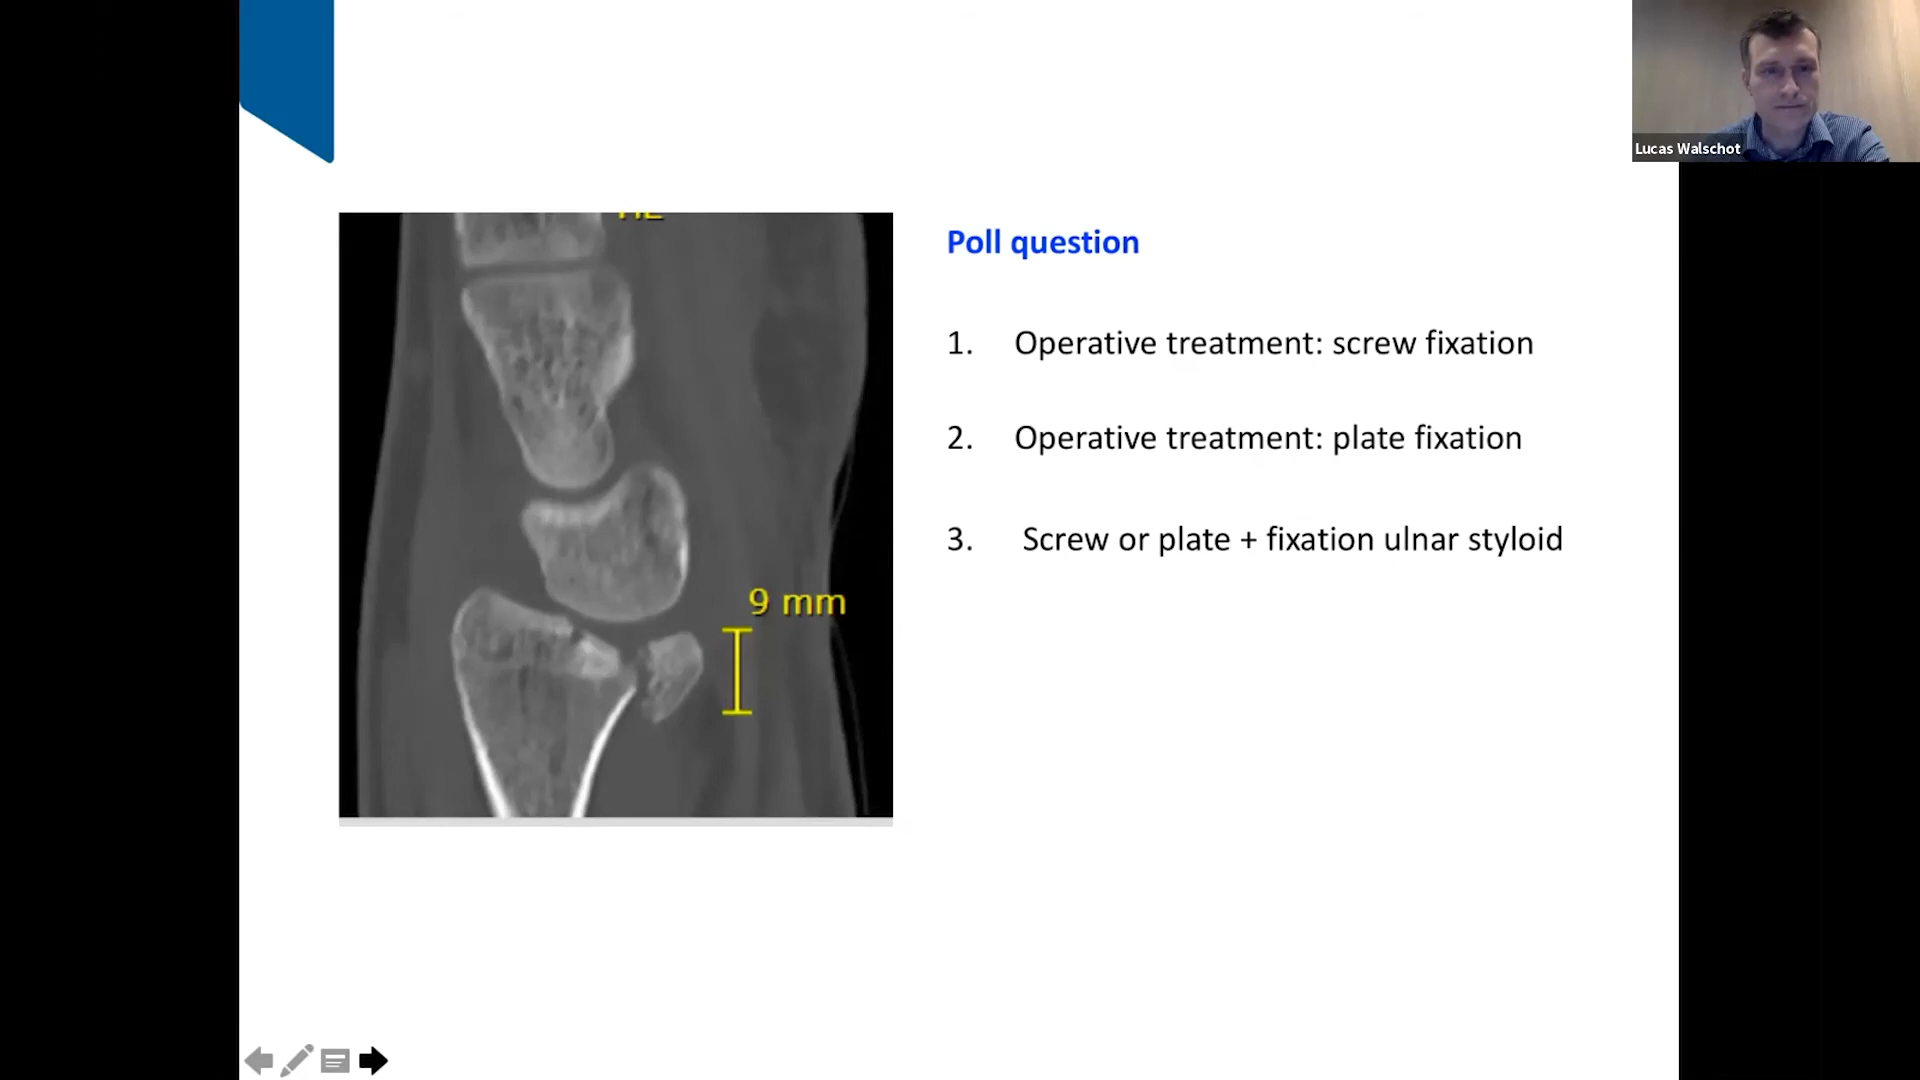 Lucas Walschot
Poll question
1. Operative treatment: screw fixation
2. Operative treatment: plate fixation
3. Screw or plate + fixation ulnar styloid
9 mm